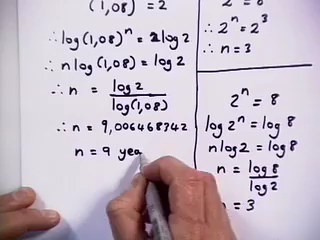 (1,08) = 2
∴ log(1,08)ⁿ = log 2
∴ n log(1,08) = log 2
∴ n = log 2 / log(1,08)
∴ n = 9,006468342
n = 9 yea
2 = 8
∴ 2ⁿ = 2³
∴ n = 3
2ⁿ = 8
log 2ⁿ = log 8
n log 2 = log 8
n = log 8 / log 2
= 3